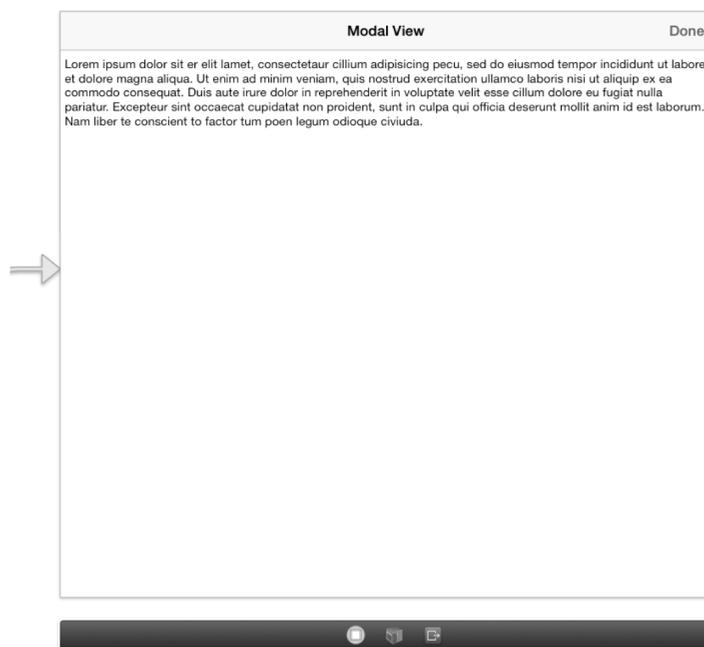 Modal View
Done
Lorem ipsum dolor sit er elit lamet, consectetaur cillium adipisicing pecu, sed do eiusmod tempor incididunt ut labore
et dolore magna aliqua. Ut enim ad minim veniam, quis nostrud exercitation ullamco laboris nisi ut aliquip ex ea
commodo consequat. Duis aute irure dolor in reprehenderit in voluptate velit esse cillum dolore eu fugiat nulla
pariatur. Excepteur sint occaecat cupidatat non proident, sunt in culpa qui officia deserunt mollit anim id est laborum.
Nam liber te conscient to factor tum poen legum odioque civiuda.